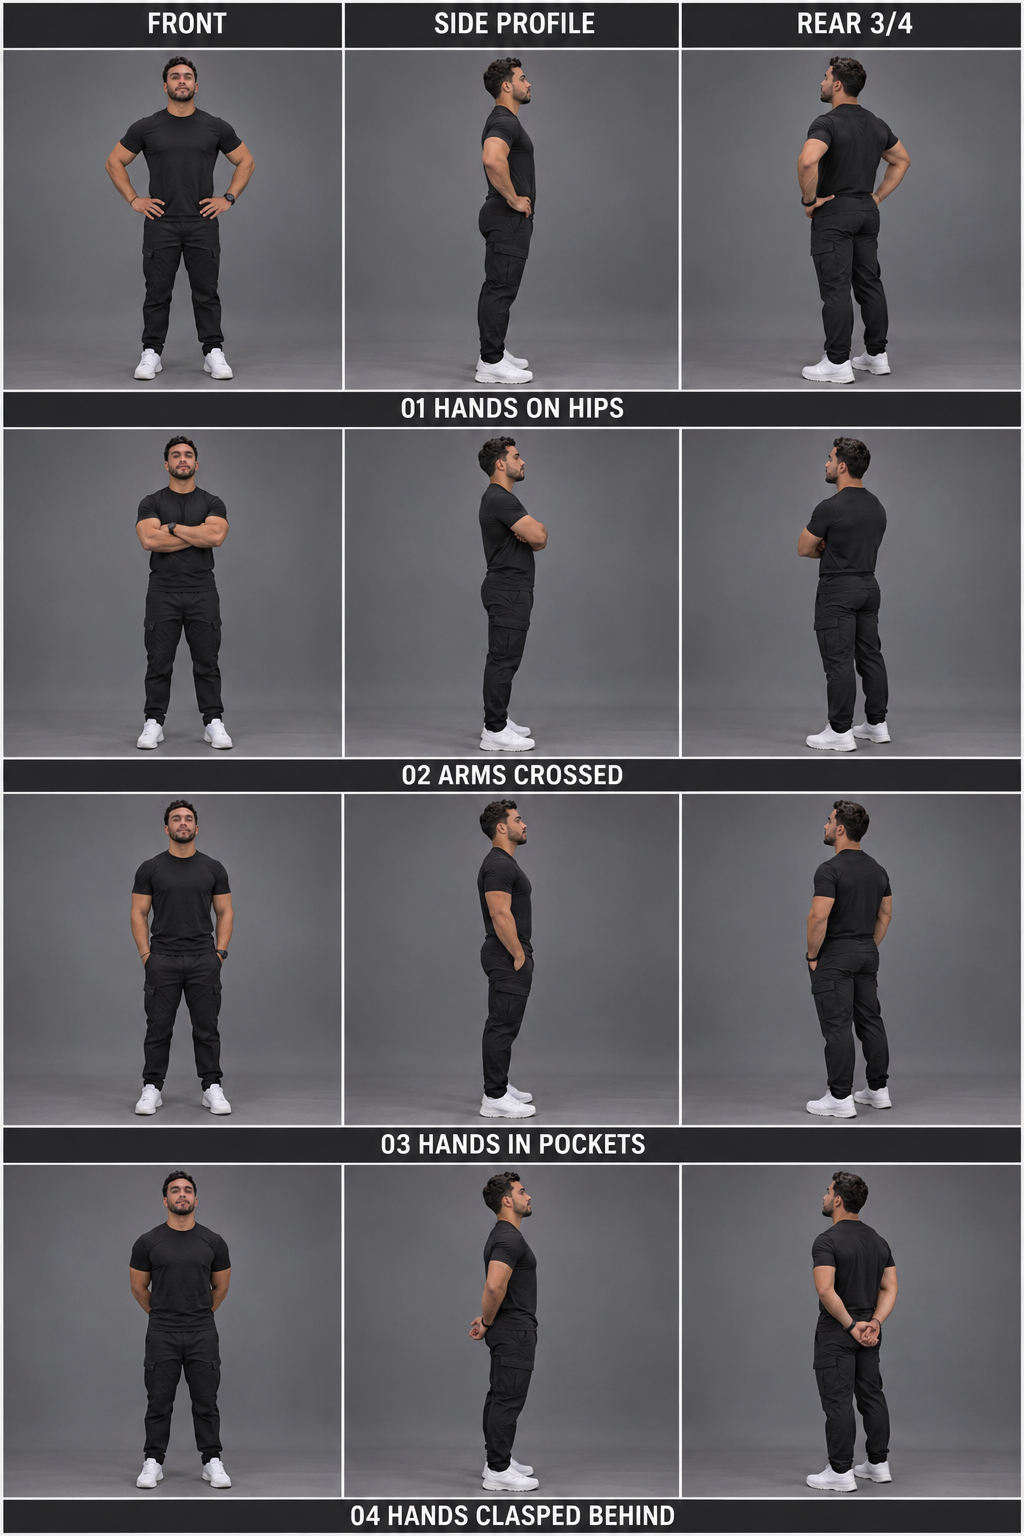 FRONT
SIDE PROFILE
REAR 3/4
01 HANDS ON HIPS
02 ARMS CROSSED
03 HANDS IN POCKETS
04 HANDS CLASPED BEHIND